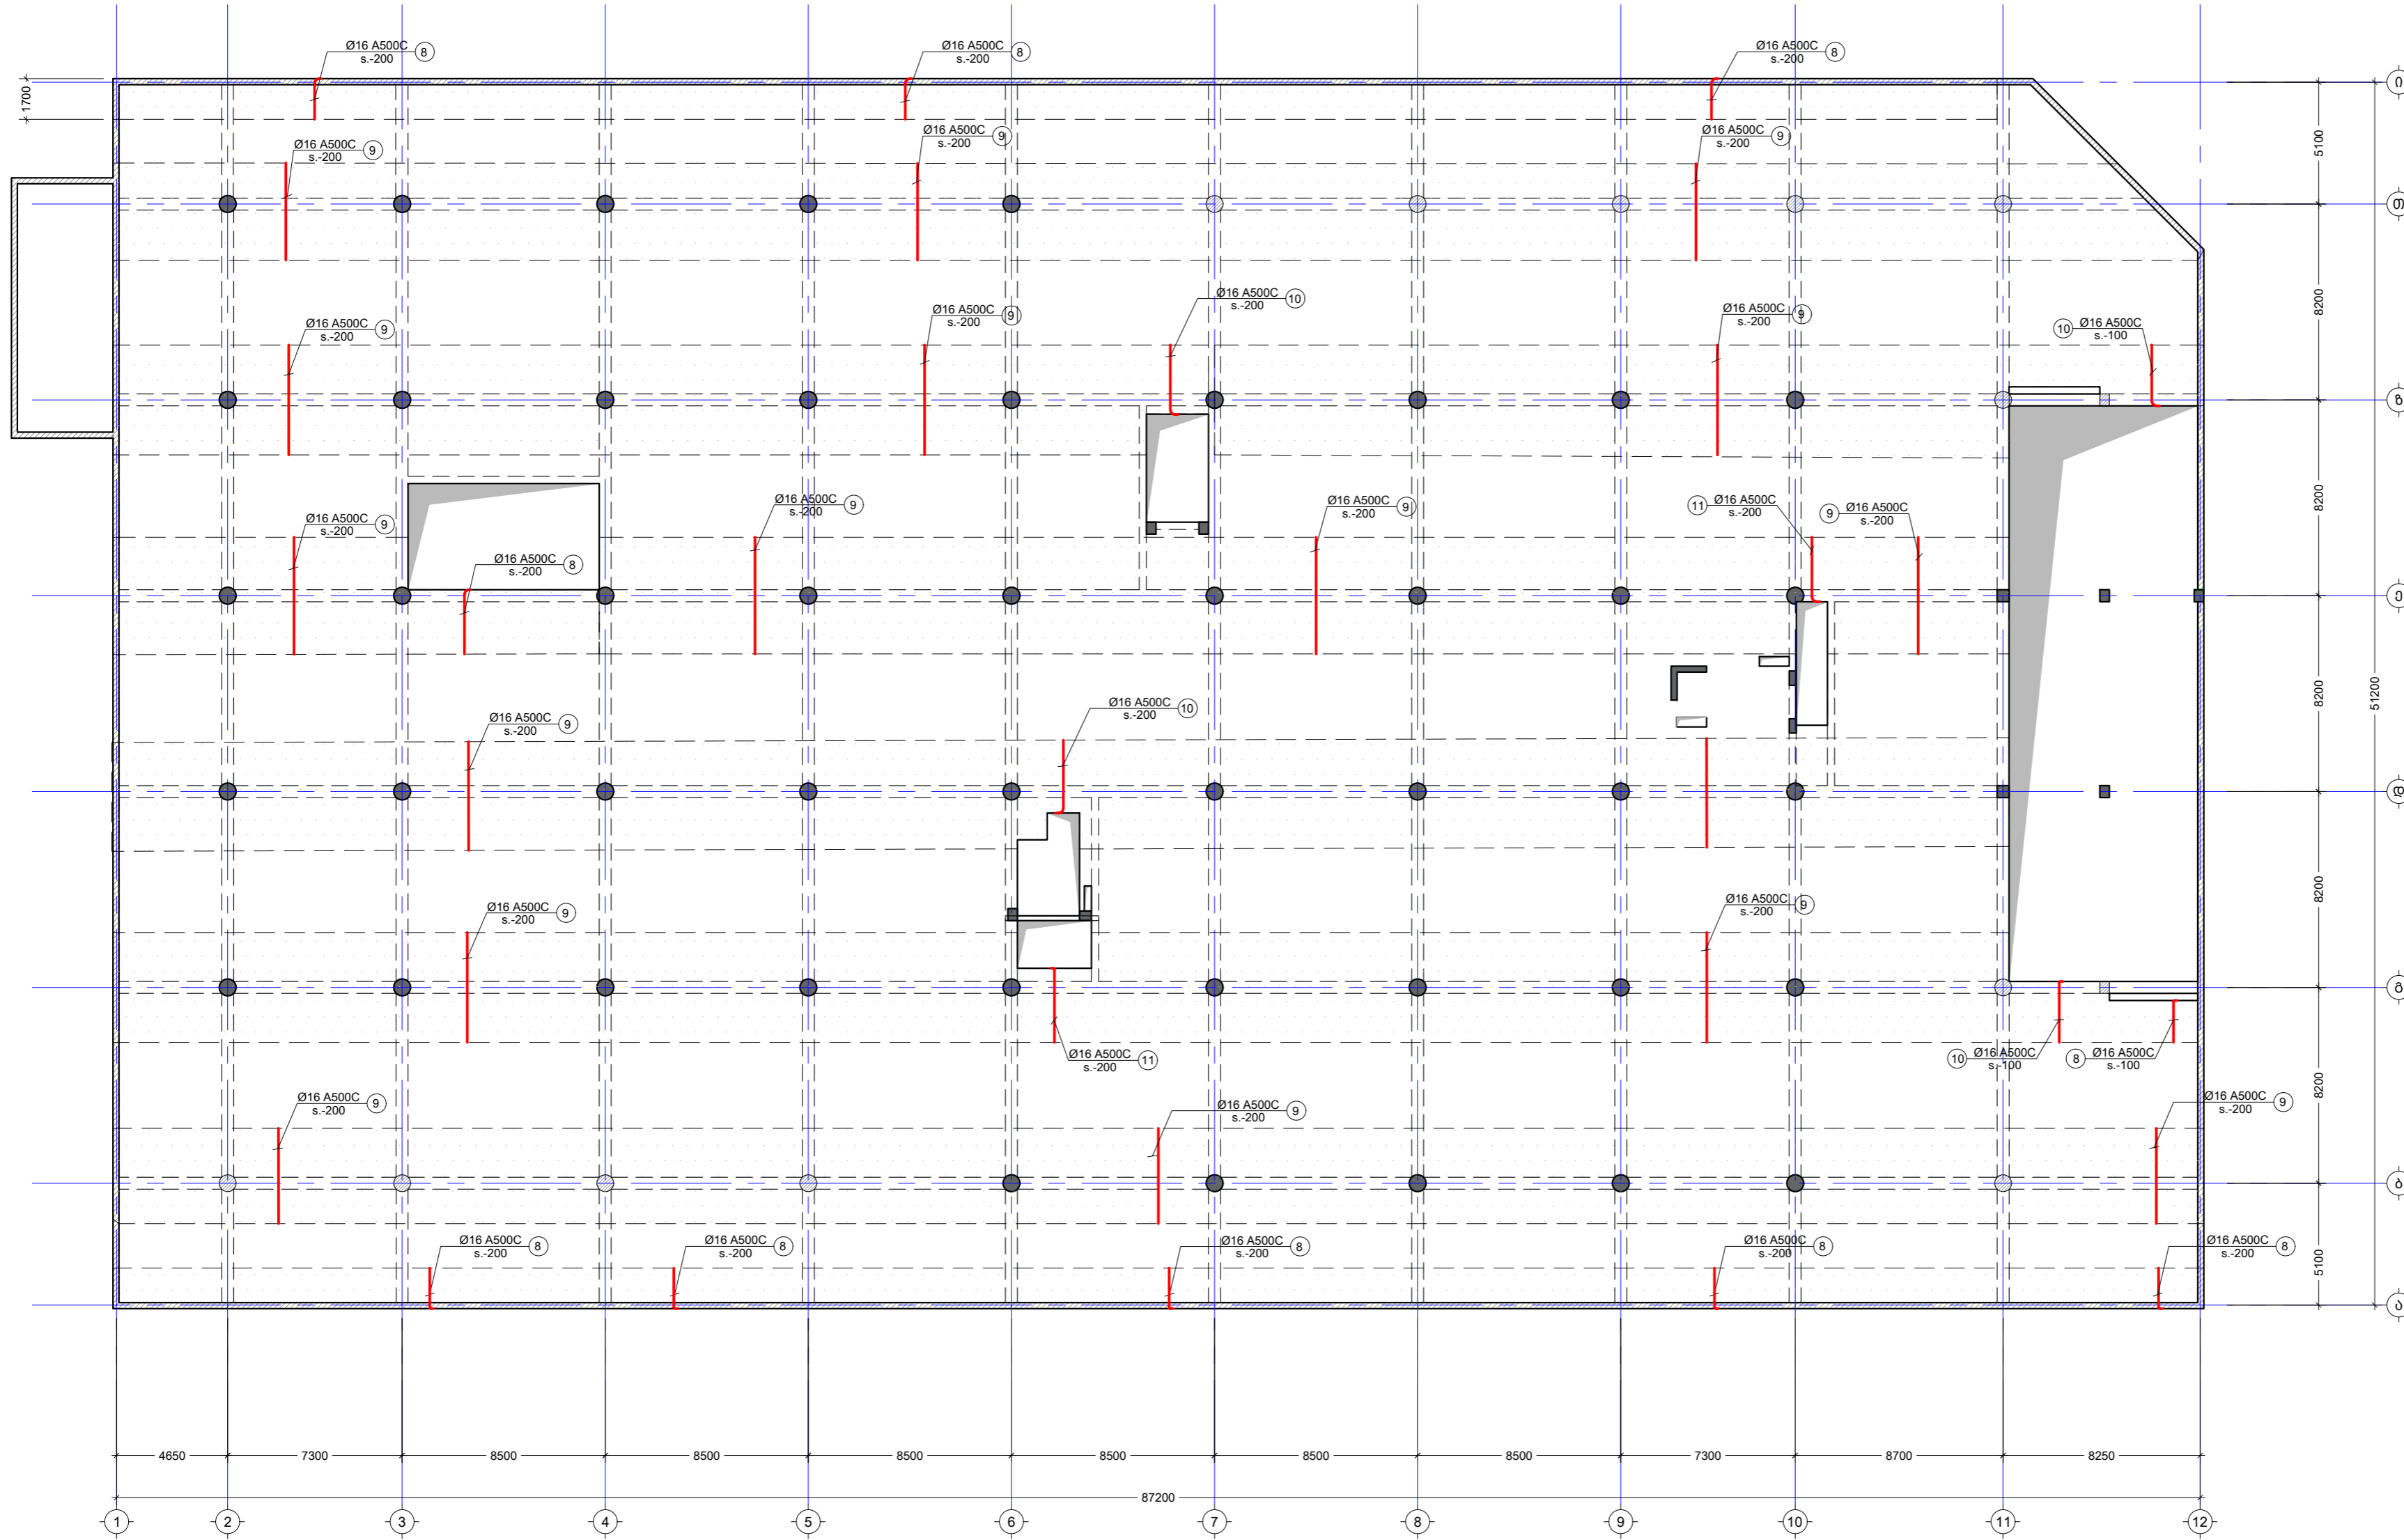 Ø16 A500C 8
s.-200
Ø16 A500C 8
s.-200
Ø16 A500C 8
s.-200
ი
1700
Ø16 A500C 9
s.-200
Ø16 A500C 9
s.-200
Ø16 A500C 9
s.-200
5100
თ
Ø16 A500C 10
s.-200
Ø16 A500C 9
s.-200
Ø16 A500C 9
s.-200
Ø16 A500C 9
s.-200
10 Ø16 A500C
s.-100
8200
ზ
Ø16 A500C 9
s.-200
Ø16 A500C 9
s.-200
Ø16 A500C 9
s.-200
11 Ø16 A500C
s.-200
9 Ø16 A500C
s.-200
8200
Ø16 A500C 8
s.-200
ე
Ø16 A500C 10
s.-200
Ø16 A500C 9
s.-200
8200
51200
დ
Ø16 A500C 9
s.-200
Ø16 A500C 9
s.-200
8200
გ
Ø16 A500C 11
s.-200
10 Ø16 A500C
s.-100
8 Ø16 A500C
s.-100
Ø16 A500C 9
s.-200
Ø16 A500C 9
s.-200
Ø16 A500C 9
s.-200
8200
ბ
Ø16 A500C 8
s.-200
Ø16 A500C 8
s.-200
Ø16 A500C 8
s.-200
Ø16 A500C 8
s.-200
Ø16 A500C 8
s.-200
5100
ა
4650 7300 8500 8500 8500 8500 8500 8500 7300 8700 8250
87200
1 2 3 4 5 6 7 8 9 10 11 12